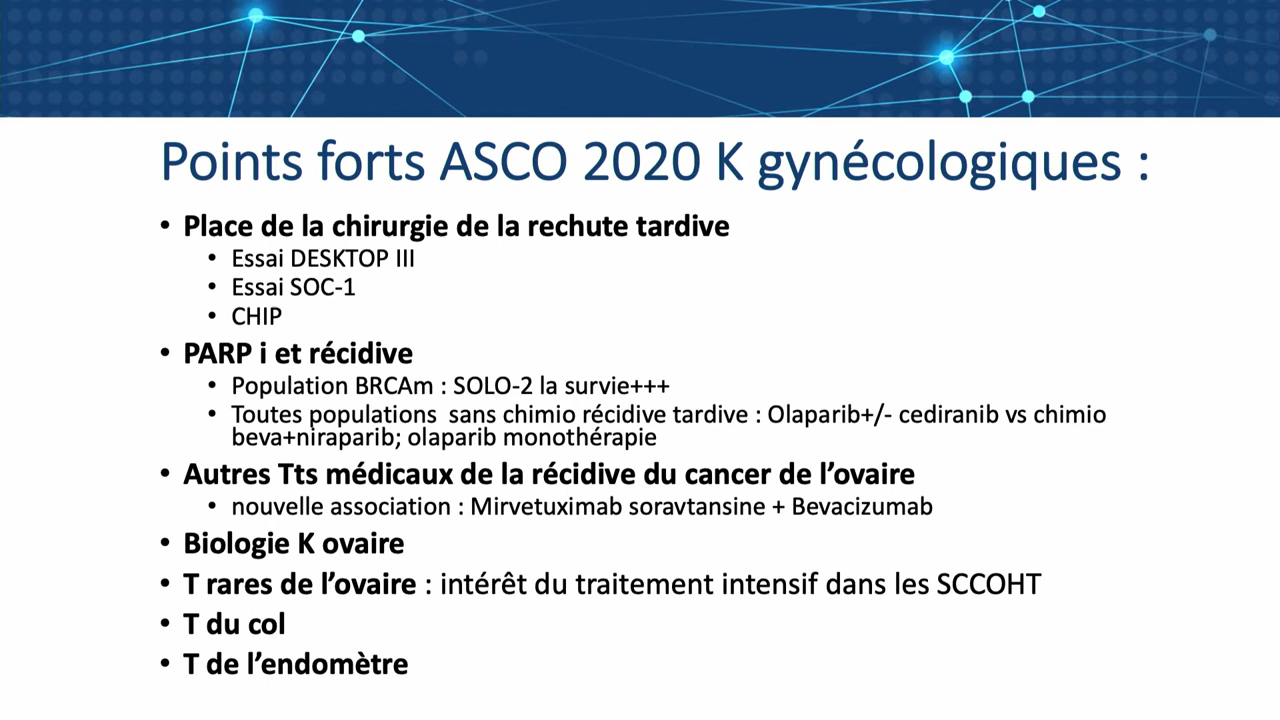 Points forts ASCO 2020 K gynécologiques :
• Place de la chirurgie de la rechute tardive
• Essai DESKTOP III
• Essai SOC-1
• CHIP
• PARP i et récidive
• Population BRCAm : SOLO-2 la survie+++
• Toutes populations sans chimio récidive tardive : Olaparib+/- cediranib vs chimio
beva+niraparib; olaparib monothérapie
• Autres Tts médicaux de la récidive du cancer de l’ovaire
• nouvelle association : Mirvetuximab soravtansine + Bevacizumab
• Biologie K ovaire
• T rares de l’ovaire : intérêt du traitement intensif dans les SCCOHT
• T du col
• T de l’endomètre